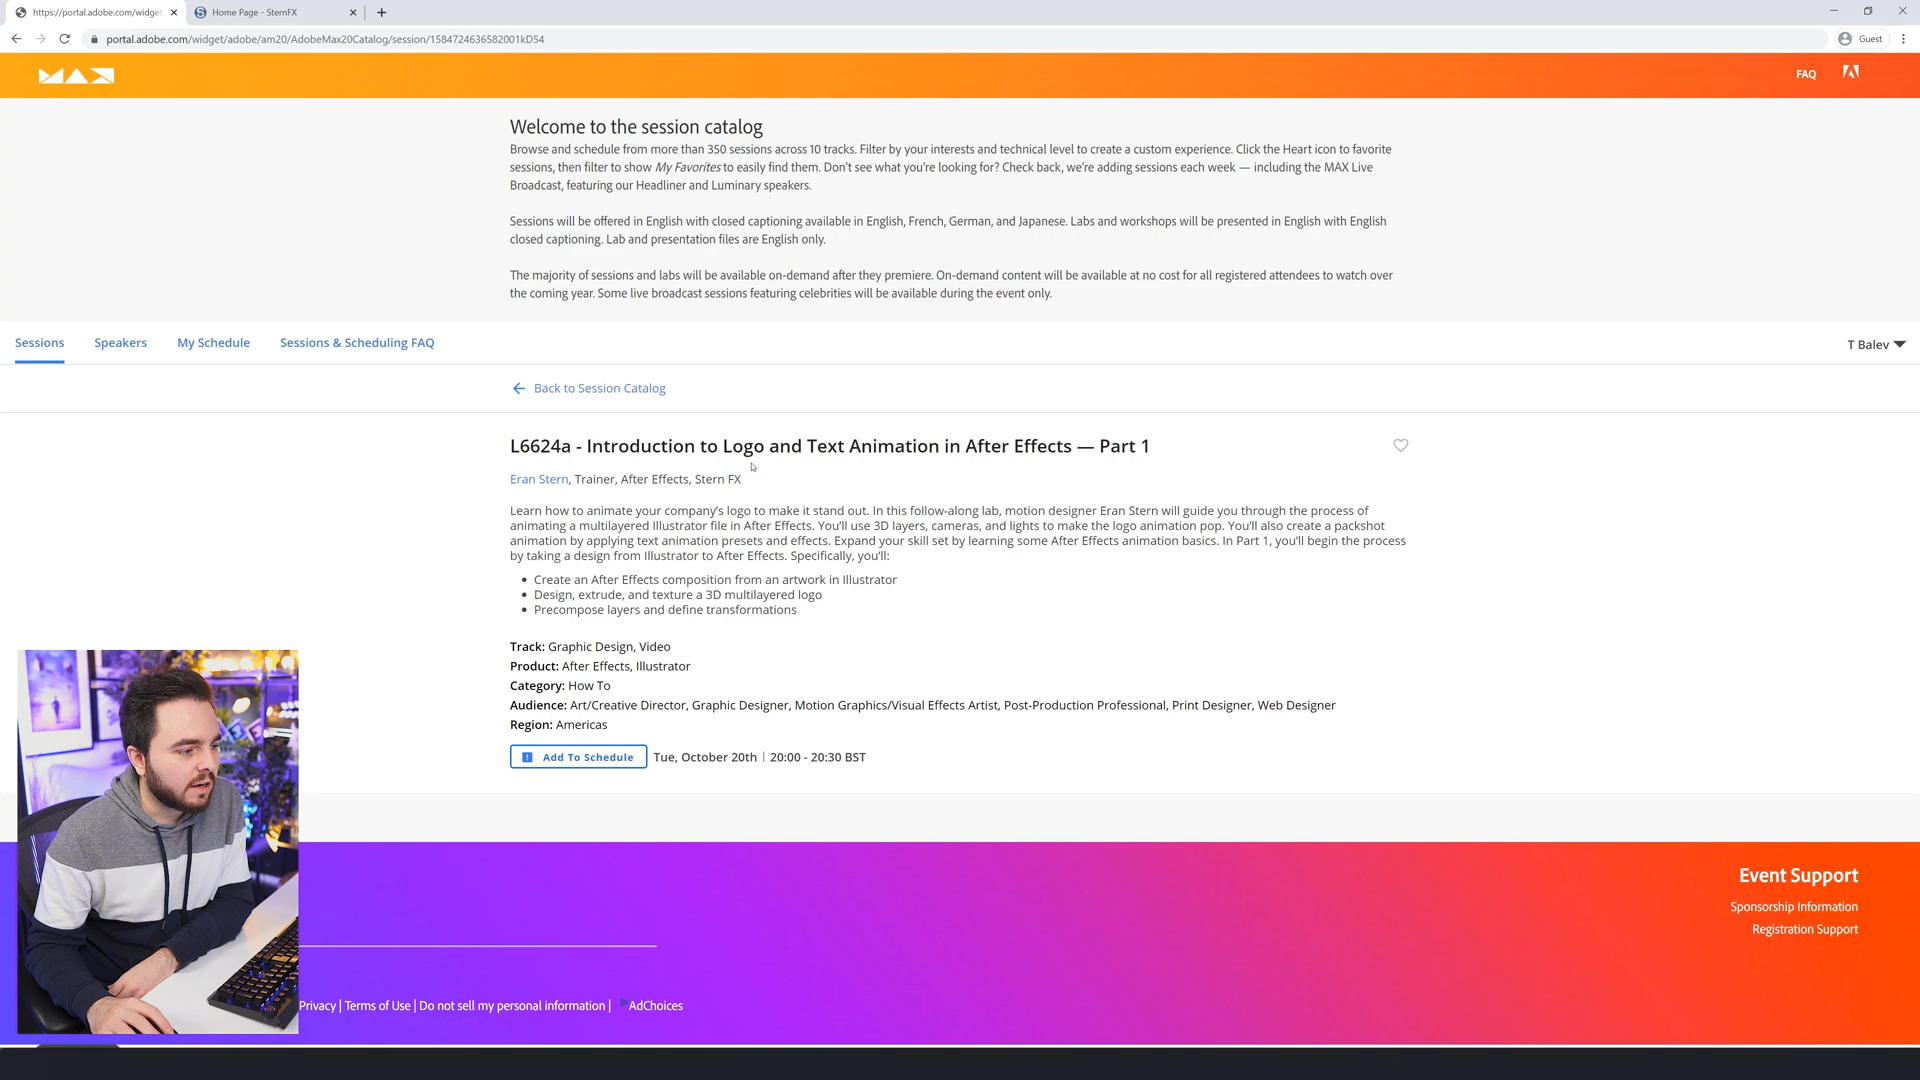 https://portal.adobe.com/widget
Home Page - SternFX
portal.adobe.com/widget/adobe/am20/AdobeMax20Catalog/session/1584724636582001kD54
Guest
MAX
FAQ
Welcome to the session catalog
Browse and schedule from more than 350 sessions across 10 tracks. Filter by your interests and technical level to create a custom experience. Click the Heart icon to favorite
sessions, then filter to show My Favorites to easily find them. Don't see what you're looking for? Check back, we're adding sessions each week — including the MAX Live
Broadcast, featuring our Headliner and Luminary speakers.
Sessions will be offered in English with closed captioning available in English, French, German, and Japanese. Labs and workshops will be presented in English with English
closed captioning. Lab and presentation files are English only.
The majority of sessions and labs will be available on-demand after they premiere. On-demand content will be available at no cost for all registered attendees to watch over
the coming year. Some live broadcast sessions featuring celebrities will be available during the event only.
Sessions Speakers My Schedule Sessions & Scheduling FAQ T Balev
Back to Session Catalog
L6624a - Introduction to Logo and Text Animation in After Effects — Part 1
Eran Stern, Trainer, After Effects, Stern FX
Learn how to animate your company's logo to make it stand out. In this follow-along lab, motion designer Eran Stern will guide you through the process of
animating a multilayered Illustrator file in After Effects. You'll use 3D layers, cameras, and lights to make the logo animation pop. You'll also create a packshot
animation by applying text animation presets and effects. Expand your skill set by learning some After Effects animation basics. In Part 1, you'll begin the process
by taking a design from Illustrator to After Effects. Specifically, you'll:
• Create an After Effects composition from an artwork in Illustrator
• Design, extrude, and texture a 3D multilayered logo
• Precompose layers and define transformations
Track: Graphic Design, Video
Product: After Effects, Illustrator
Category: How To
Audience: Art/Creative Director, Graphic Designer, Motion Graphics/Visual Effects Artist, Post-Production Professional, Print Designer, Web Designer
Region: Americas
Add To Schedule Tue, October 20th | 20:00 - 20:30 BST
Event Support
Sponsorship Information
Registration Support
Privacy | Terms of Use | Do not sell my personal information | AdChoices